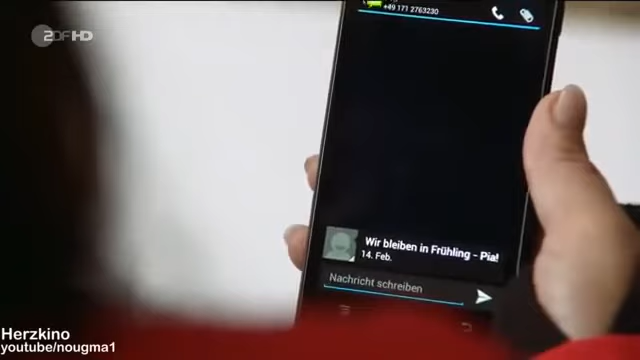 ZDF HD
+49 171 2763230
Wir bleiben in Frühling - Pia!
14. Feb.
Nachricht schreiben
Herzkino
youtube/nougma1